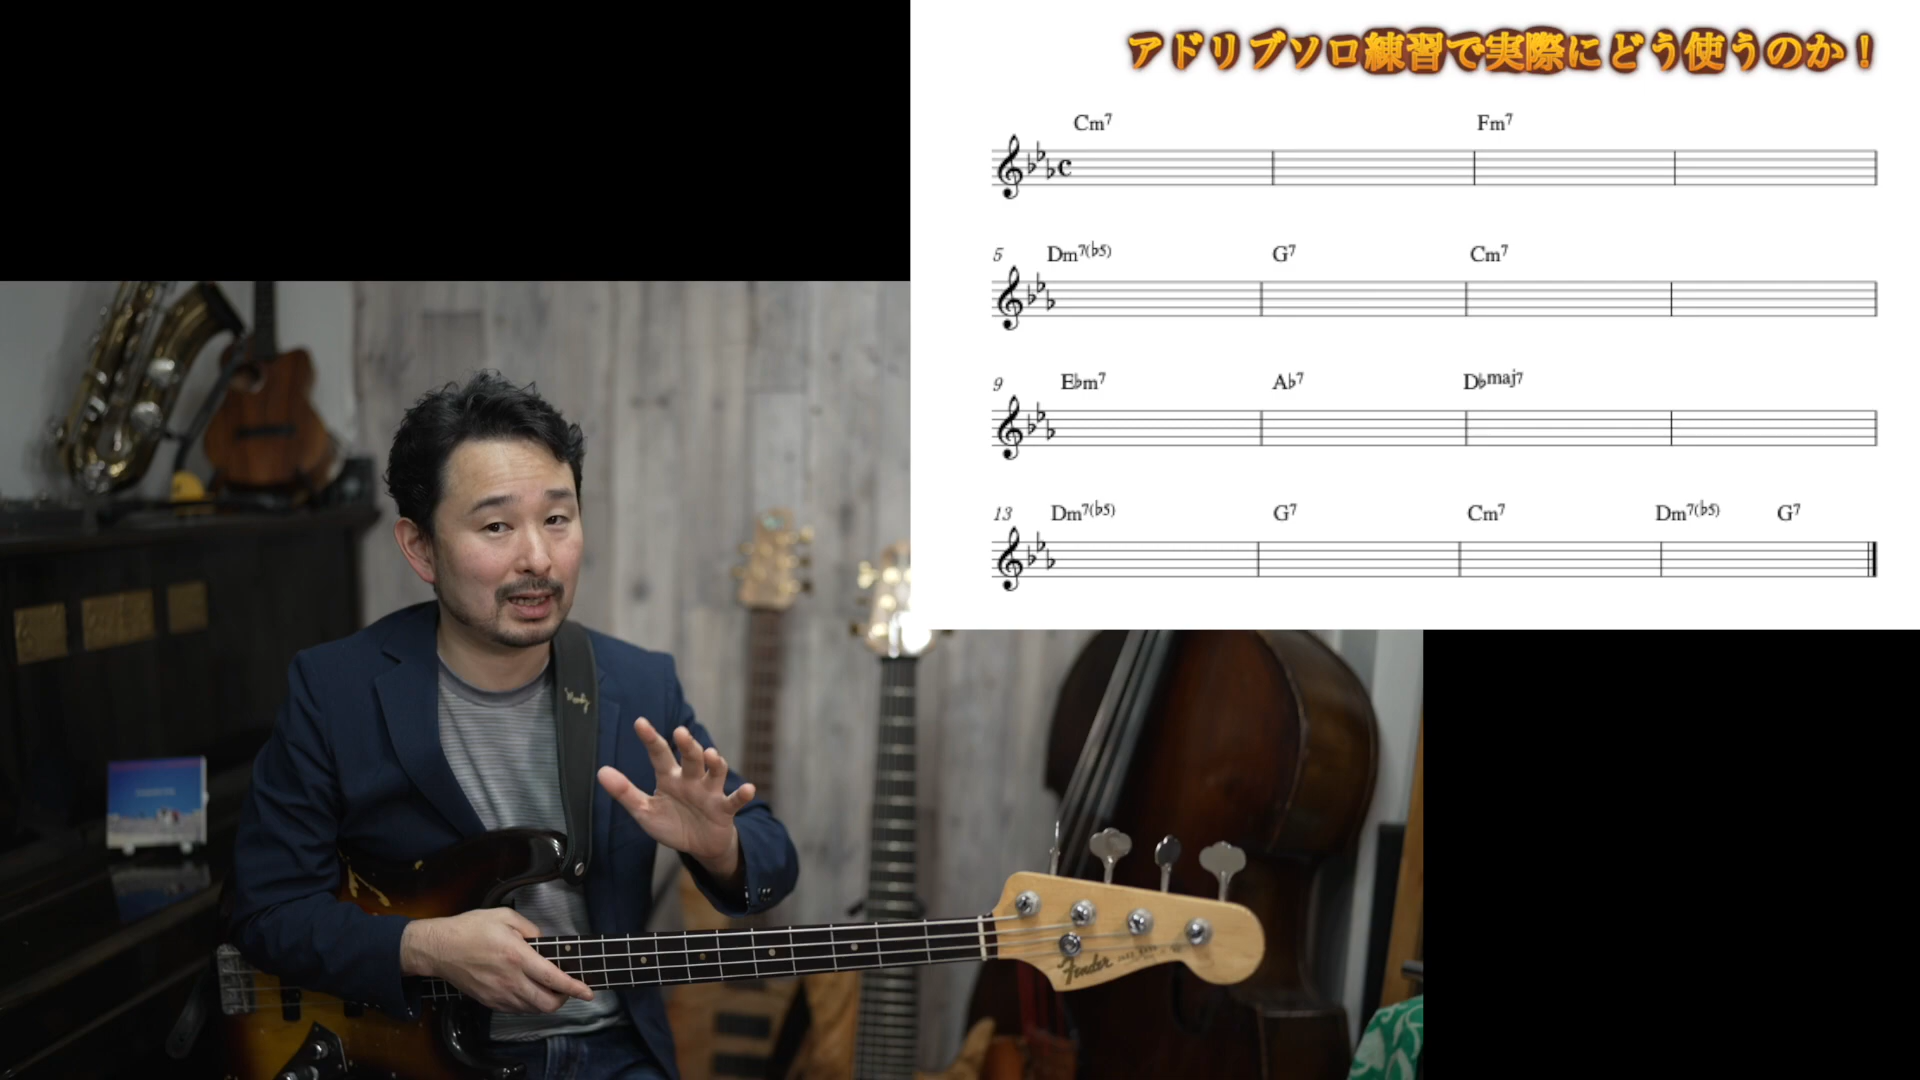 アドリブソロ練習で実際にどう使うのか！
Cm7 Fm7
5 Dm7(♭5) G7 Cm7
9 E♭m7 A♭7 D♭maj7
13 Dm7(♭5) G7 Cm7 Dm7(♭5) G7
Fender